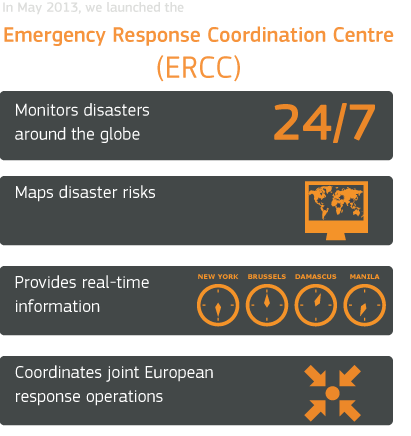 In May 2013, we launched the
Emergency Response Coordination Centre
(ERCC)
Monitors disasters
around the globe
24/7
Maps disaster risks
Provides real-time
information
NEW YORK BRUSSELS DAMASCUS MANILA
Coordinates joint European
response operations